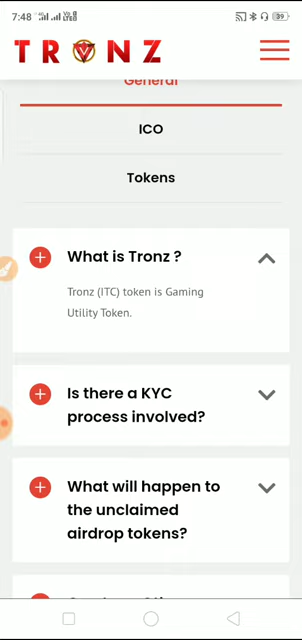 7:48
89
TRONZ
General
ICO
Tokens
What is Tronz ?
Tronz (ITC) token is Gaming
Utility Token.
Is there a KYC
process involved?
What will happen to
the unclaimed
airdrop tokens?